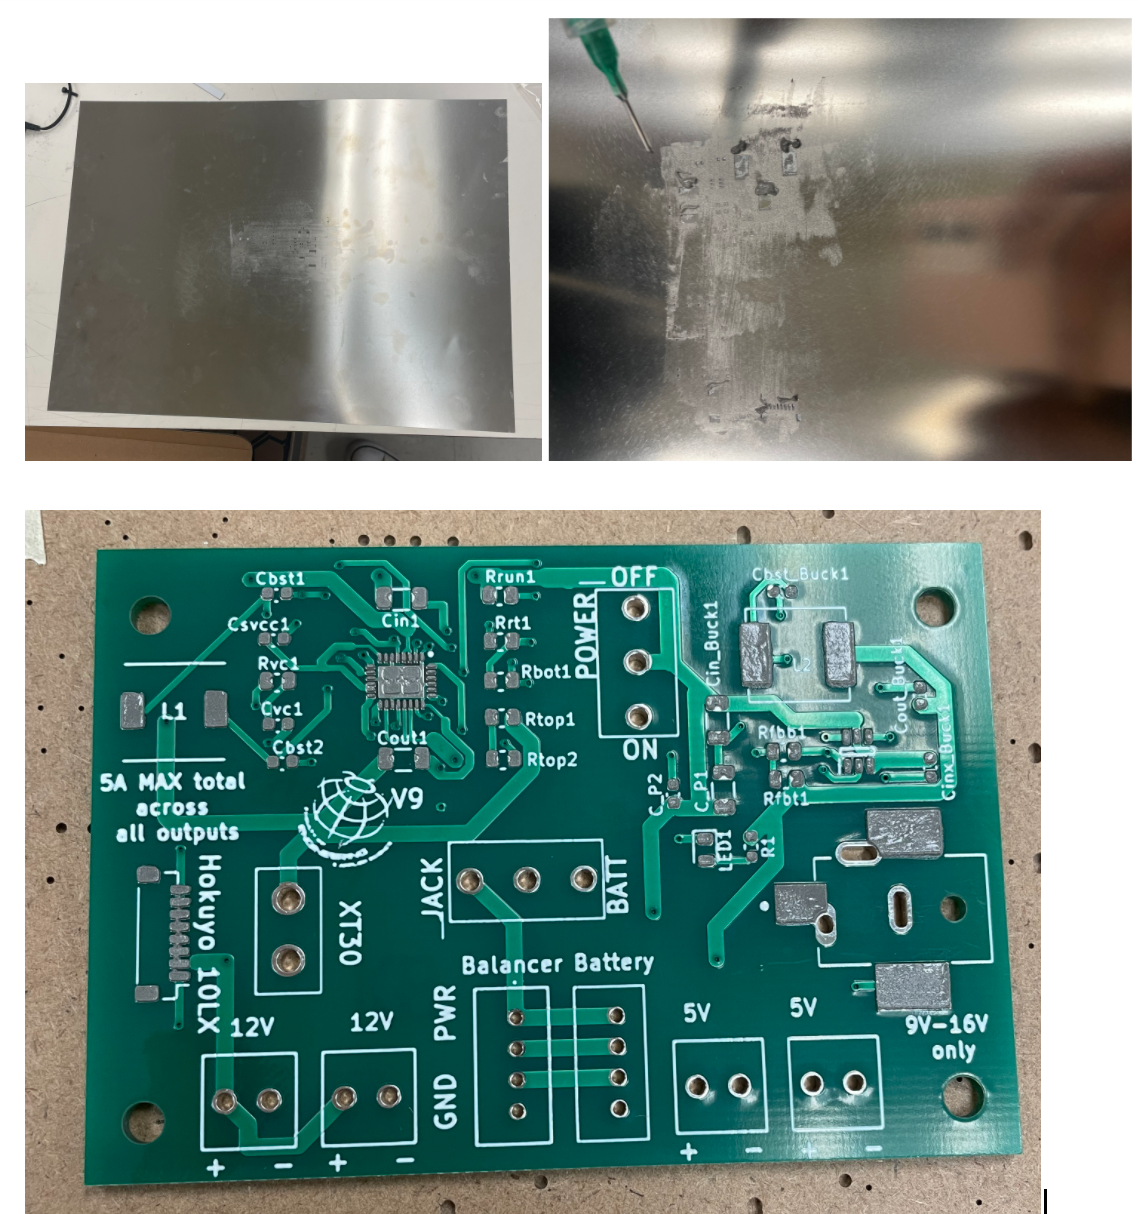 Cbst1
Cin1
Rrun1
OFF
Cbst_Buck1
Csvcc1
Rrt1
POWER
Cin_Buck1
Rvc1
Rbot1
2
Cout_Buck1
L1
Cvc1
Rtop1
Cbst2
Cout1
Rtop2
ON
Rfbb1
5A MAX total
across
all outputs
V9
C_P2
C_P1
Rfbt1
Cinx_Buck1
LED1
R1
Hokuyo 10LX
XT30
JACK
BATT
Balancer Battery
12V
12V
GND PWR
5V
5V
9V-16V
only
+ -
+ -
+ -
+ -